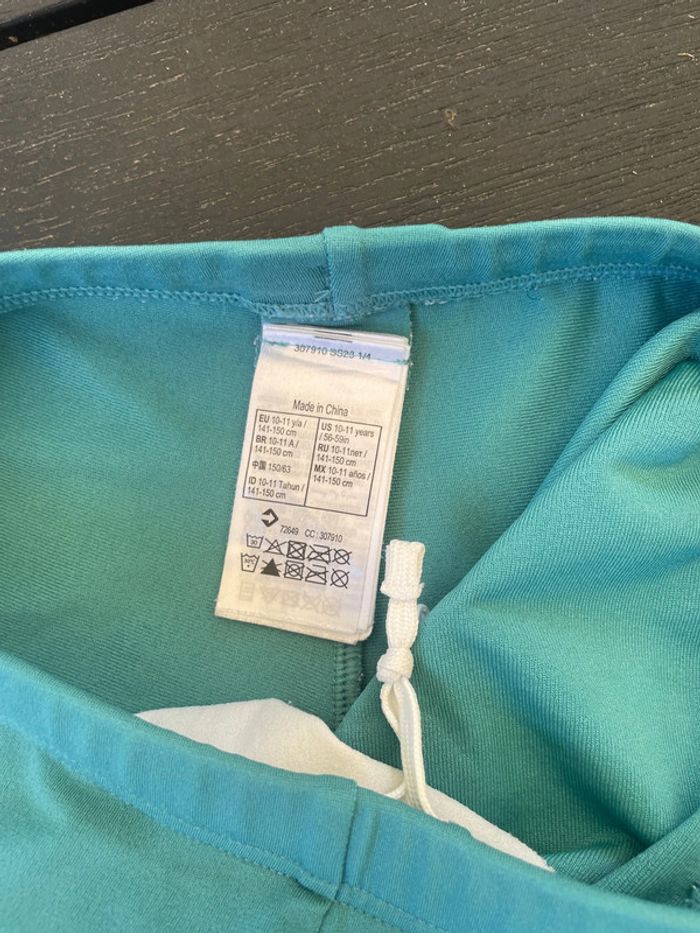 307910 SS23 1/4
Made in China
EU 10-11 y/a /
141-150 cm
BR 10-11 A /
141-150 cm
中国 150/63
ID 10-11 Tahun /
141-150 cm
US 10-11 years
/ 56-59in
RU 10-11лет /
141-150 cm
MX 10-11 años /
141-150 cm
72649 CC : 307910
30
30°C